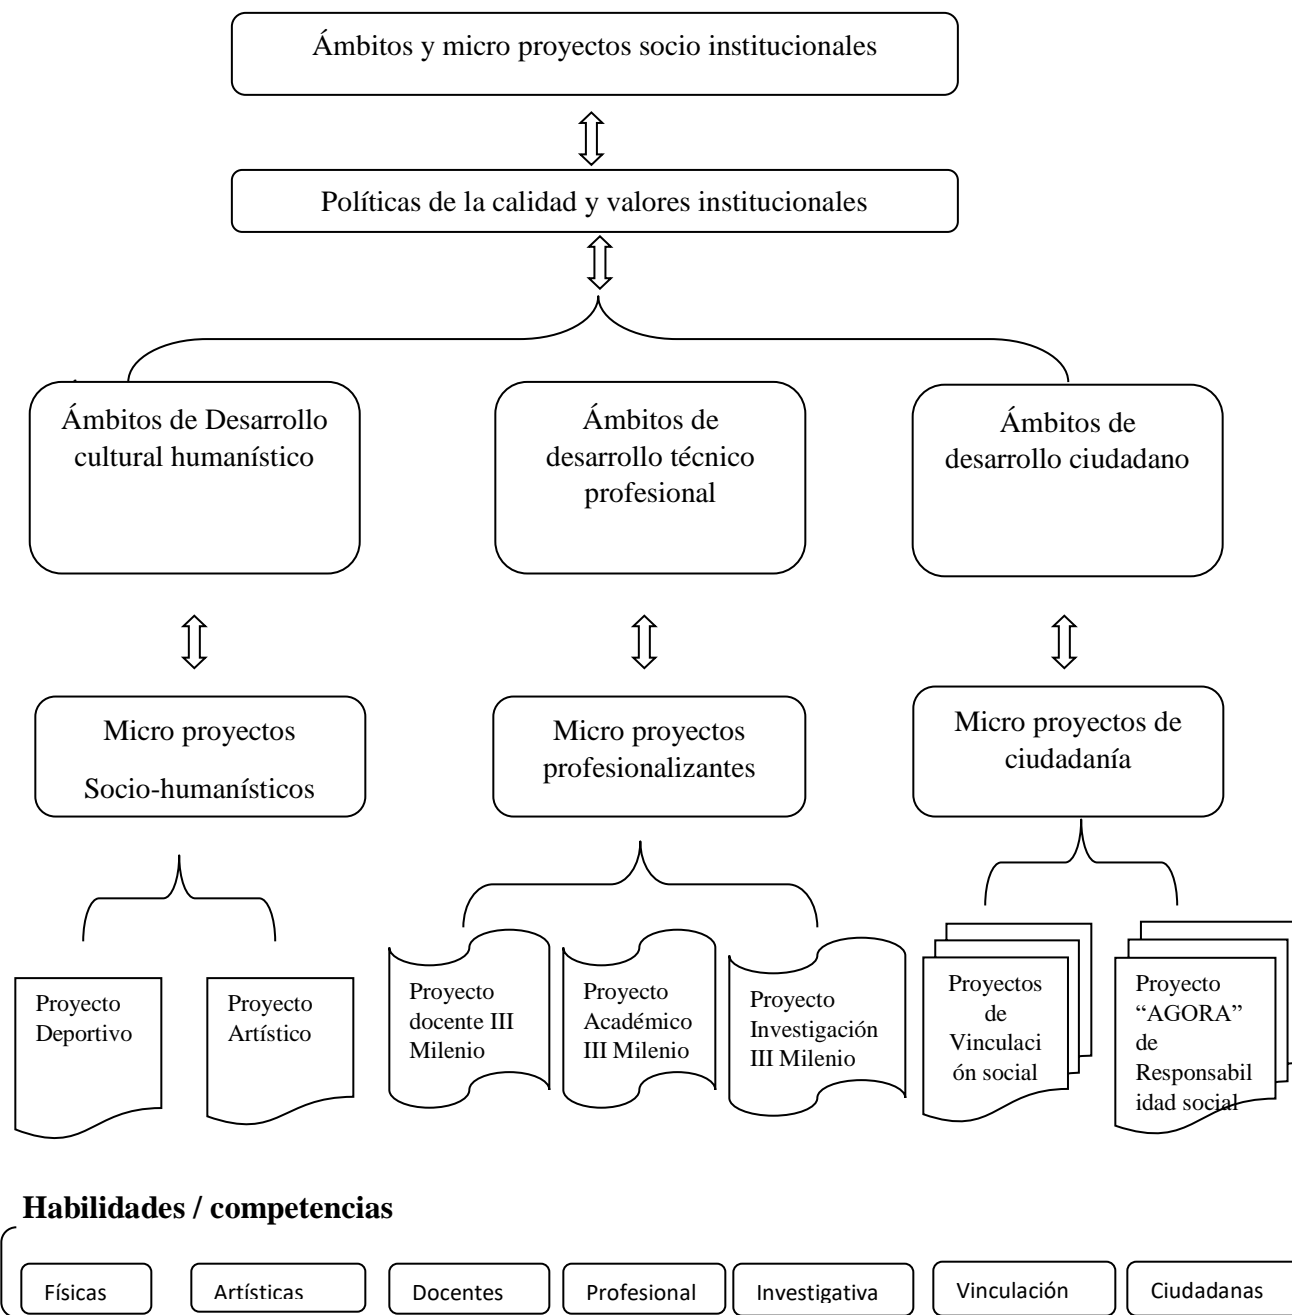 Ámbitos y micro proyectos socio institucionales
Políticas de la calidad y valores institucionales
Ámbitos de Desarrollo
cultural humanístico
Ámbitos de
desarrollo técnico
profesional
Ámbitos de
desarrollo ciudadano
Micro proyectos
Socio-humanísticos
Micro proyectos
profesionalizantes
Micro proyectos de
ciudadanía
Proyecto
Deportivo
Proyecto
Artístico
Proyecto
docente III
Milenio
Proyecto
Académico
III Milenio
Proyecto
Investigación
III Milenio
Proyectos
de
Vinculaci
ón social
Proyecto
“AGORA”
de
Responsabil
idad social
Habilidades / competencias
Físicas
Artísticas
Docentes
Profesional
Investigativa
Vinculación
Ciudadanas